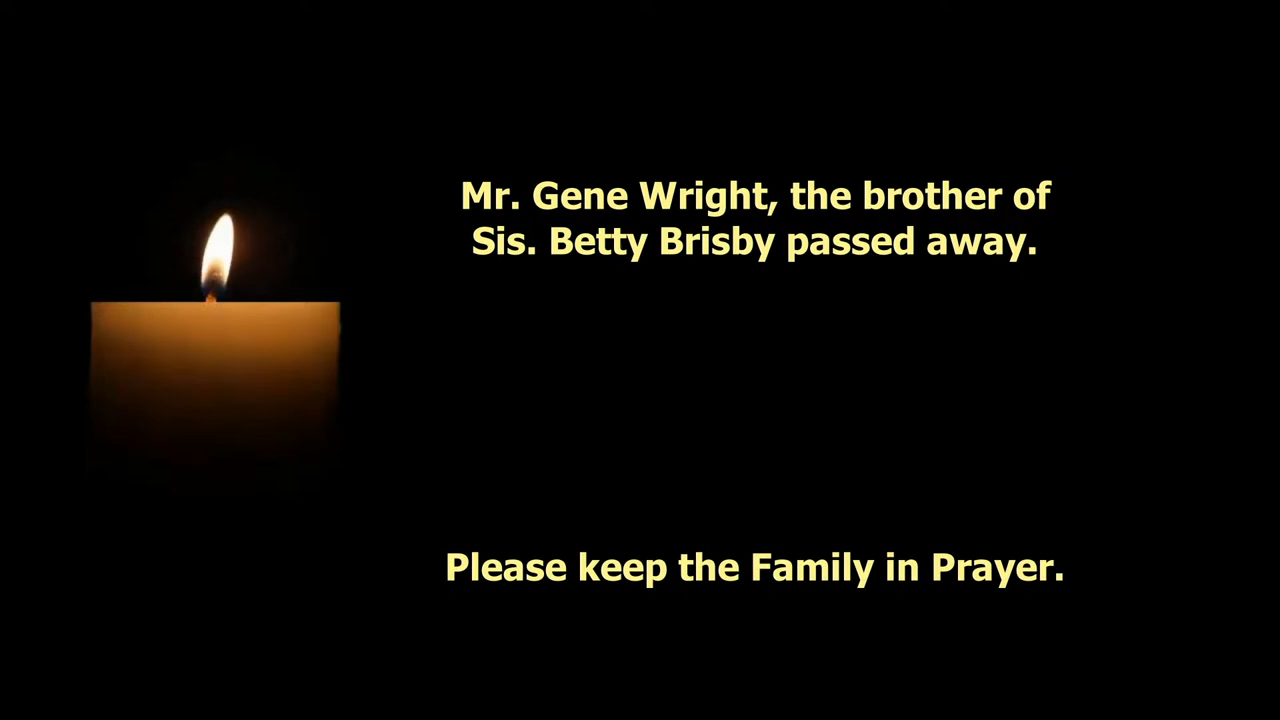 Mr. Gene Wright, the brother of
Sis. Betty Brisby passed away.
Please keep the Family in Prayer.